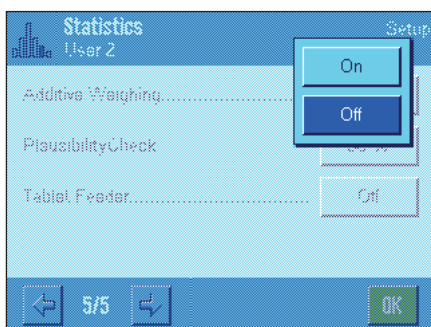 Statistics
User 2
Setup
On
Off
Additive Weighing
PlausibilityCheck
Tablet Feeder
Off
5/5
OK